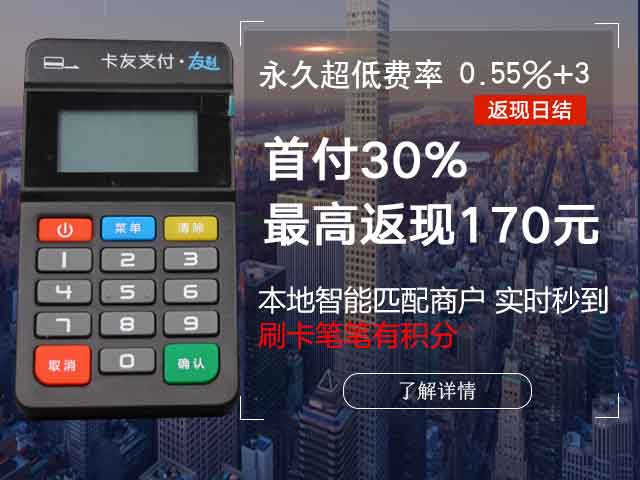 卡友支付·友刷
菜单 清除
1 2 3
4 5 6
7 8 9
取消 0 确认
永久超低费率 0.55%+3
返现日结
首付30%
最高返现170元
本地智能匹配商户 实时秒到
刷卡笔笔有积分
了解详情